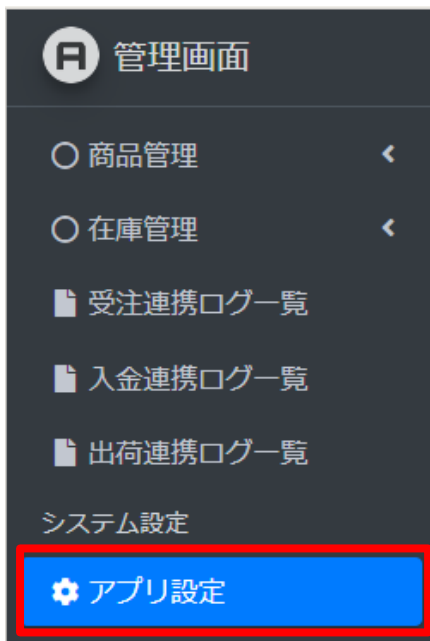 管理画面
商品管理
在庫管理
受注連携ログ一覧
入金連携ログ一覧
出荷連携ログ一覧
システム設定
アプリ設定